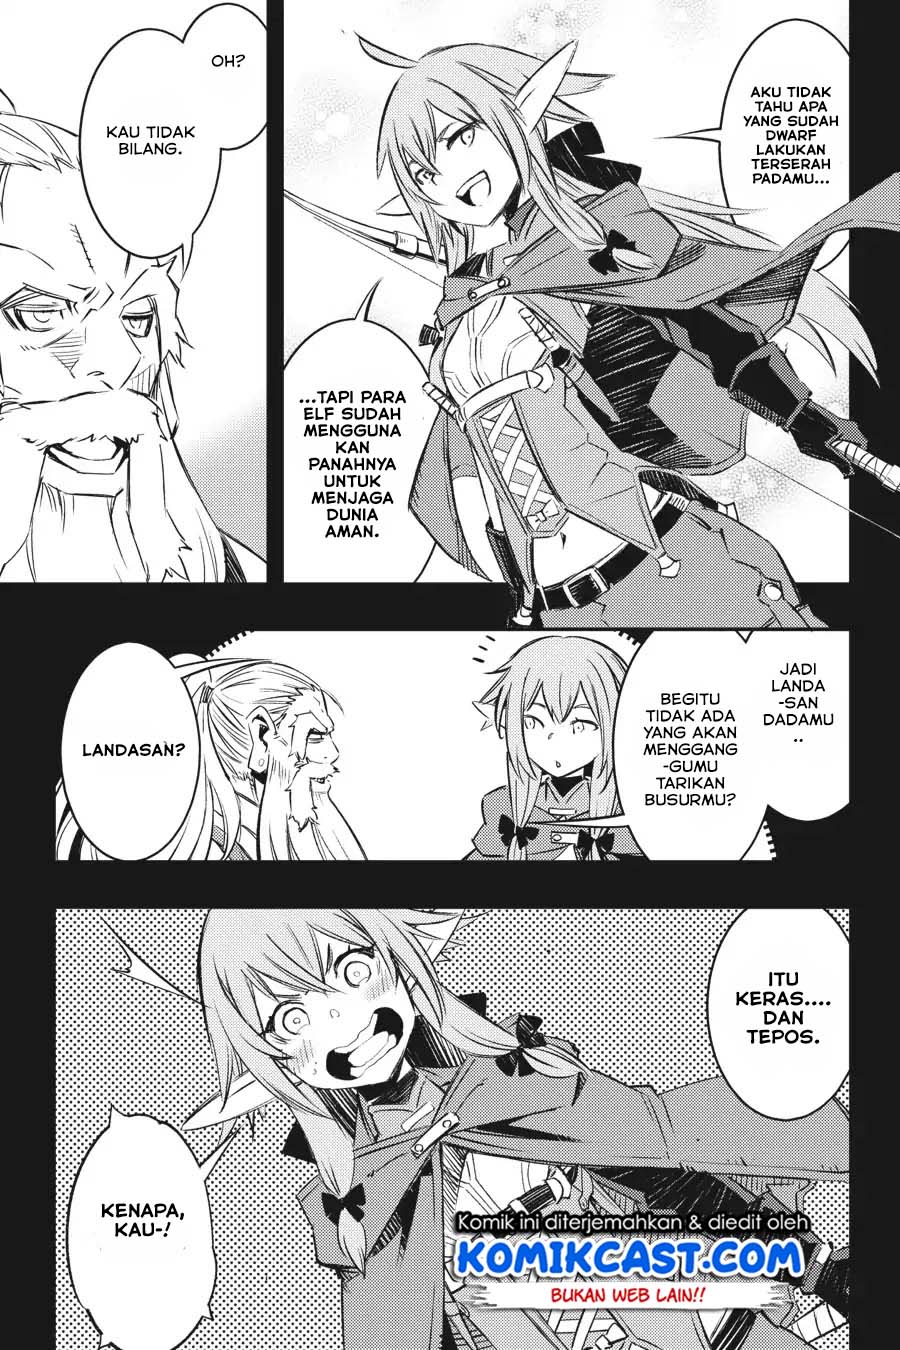 AKU TIDAK
TAHU APA
YANG SUDAH
DWARF
LAKUKAN
TERSERAH
PADAMU...
...TAPI PARA
ELF SUDAH
MENGGUNA
KAN
PANAHNYA
UNTUK
MENJAGA
DUNIA
AMAN.
OH?
KAU TIDAK
BILANG.
JADI
LANDA
-SAN
DADAMU
..
BEGITU
TIDAK ADA
YANG AKAN
MENGGANG
-GUMU
TARIKAN
BUSURMU?
LANDASAN?
ITU
KERAS....
DAN
TEPOS.
KENAPA,
KAU-!
Komik ini diterjemahkan & diedit oleh
KOMIKCAST.COM
BUKAN WEB LAIN!!